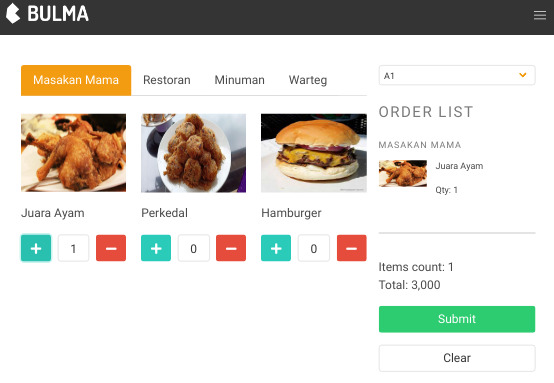 BULMA
Masakan Mama
Restoran
Minuman
Warteg
Juara Ayam
Perkedal
Hamburger
+ 1 −
+ 0 −
+ 0 −
A1
ORDER LIST
MASAKAN MAMA
Juara Ayam
Qty: 1
Items count: 1
Total: 3,000
Submit
Clear